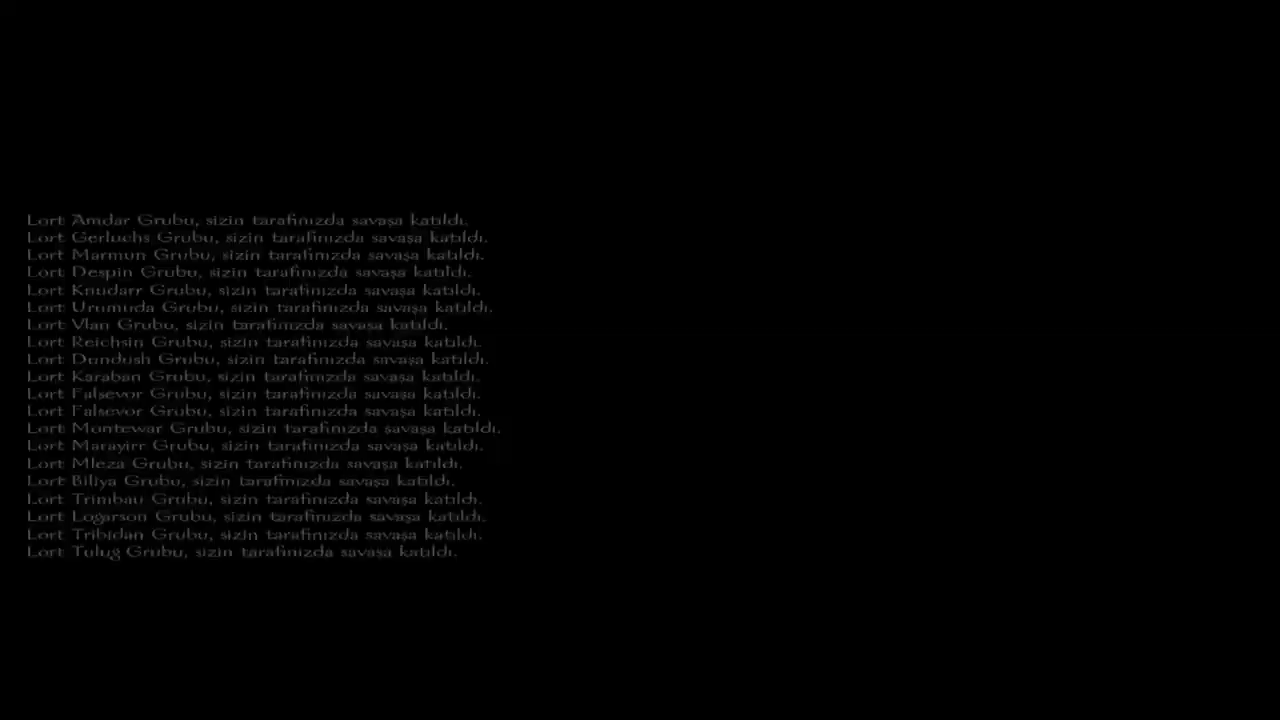 Lort Amdar Grubu, sizin tarafınızda savaşa katıldı.
Lort Gerluchs Grubu, sizin tarafınızda savaşa katıldı.
Lort Marmun Grubu, sizin tarafınızda savaşa katıldı.
Lort Despin Grubu, sizin tarafınızda savaşa katıldı.
Lort Knudarr Grubu, sizin tarafınızda savaşa katıldı.
Lort Urumuda Grubu, sizin tarafınızda savaşa katıldı.
Lort Vlan Grubu, sizin tarafınızda savaşa katıldı.
Lort Reichsin Grubu, sizin tarafınızda savaşa katıldı.
Lort Dundush Grubu, sizin tarafınızda savaşa katıldı.
Lort Karaban Grubu, sizin tarafınızda savaşa katıldı.
Lort Falsevor Grubu, sizin tarafınızda savaşa katıldı.
Lort Falsevor Grubu, sizin tarafınızda savaşa katıldı.
Lort Montewar Grubu, sizin tarafınızda savaşa katıldı.
Lort Marayirr Grubu, sizin tarafınızda savaşa katıldı.
Lort Mleza Grubu, sizin tarafınızda savaşa katıldı.
Lort Biliya Grubu, sizin tarafınızda savaşa katıldı.
Lort Trimbau Grubu, sizin tarafınızda savaşa katıldı.
Lort Logarson Grubu, sizin tarafınızda savaşa katıldı.
Lort Tribidan Grubu, sizin tarafınızda savaşa katıldı.
Lort Tulug Grubu, sizin tarafınızda savaşa katıldı.